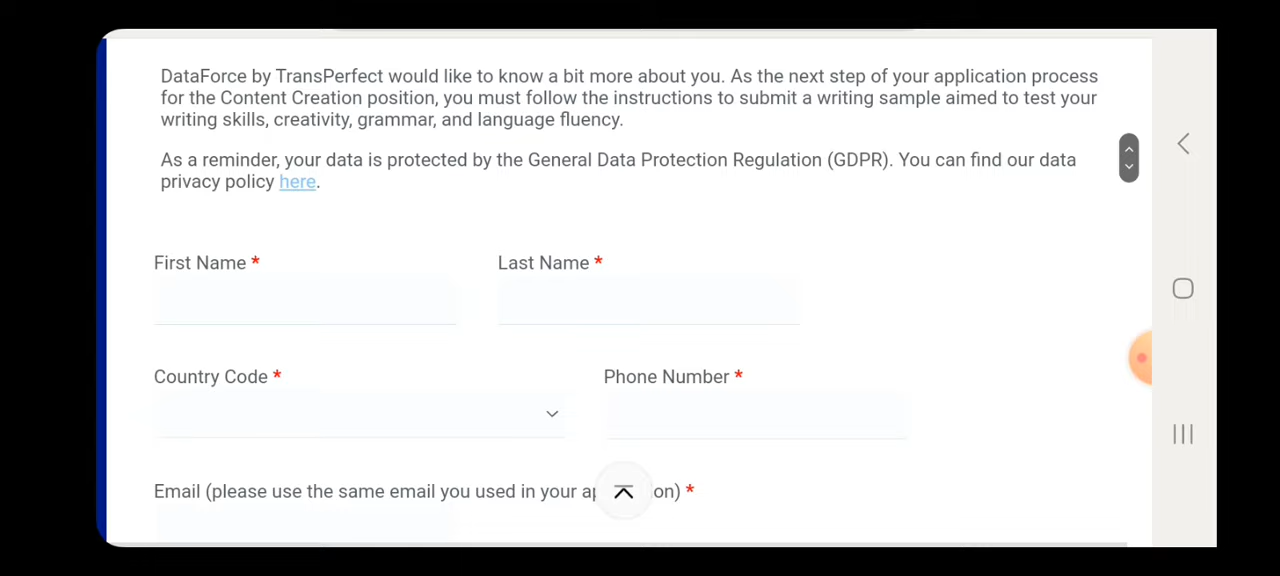 DataForce by TransPerfect would like to know a bit more about you. As the next step of your application process
for the Content Creation position, you must follow the instructions to submit a writing sample aimed to test your
writing skills, creativity, grammar, and language fluency.
As a reminder, your data is protected by the General Data Protection Regulation (GDPR). You can find our data
privacy policy here.
First Name *
Last Name *
Country Code *
Phone Number *
Email (please use the same email you used in your ap on) *